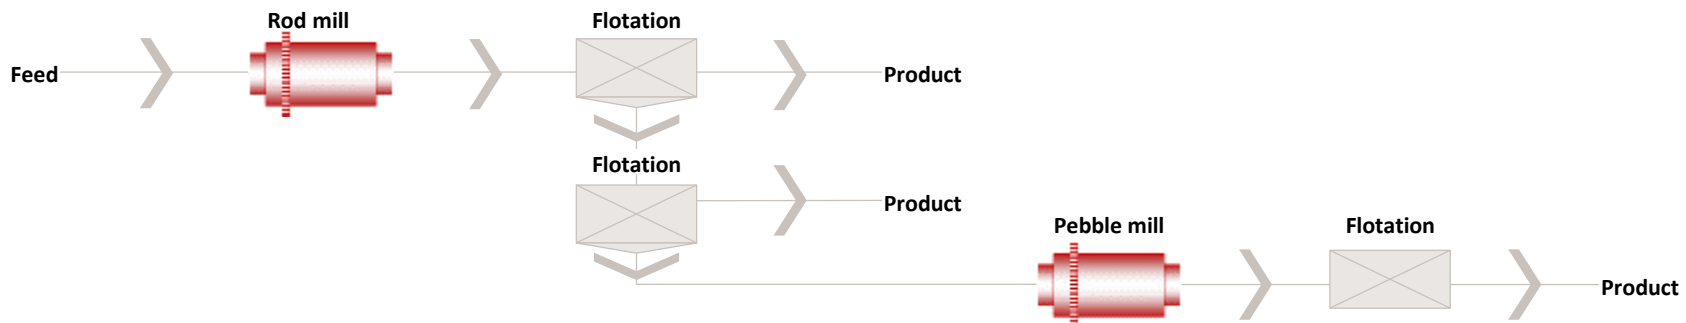 Rod mill
Flotation
Feed
Product
Flotation
Product
Pebble mill
Flotation
Product